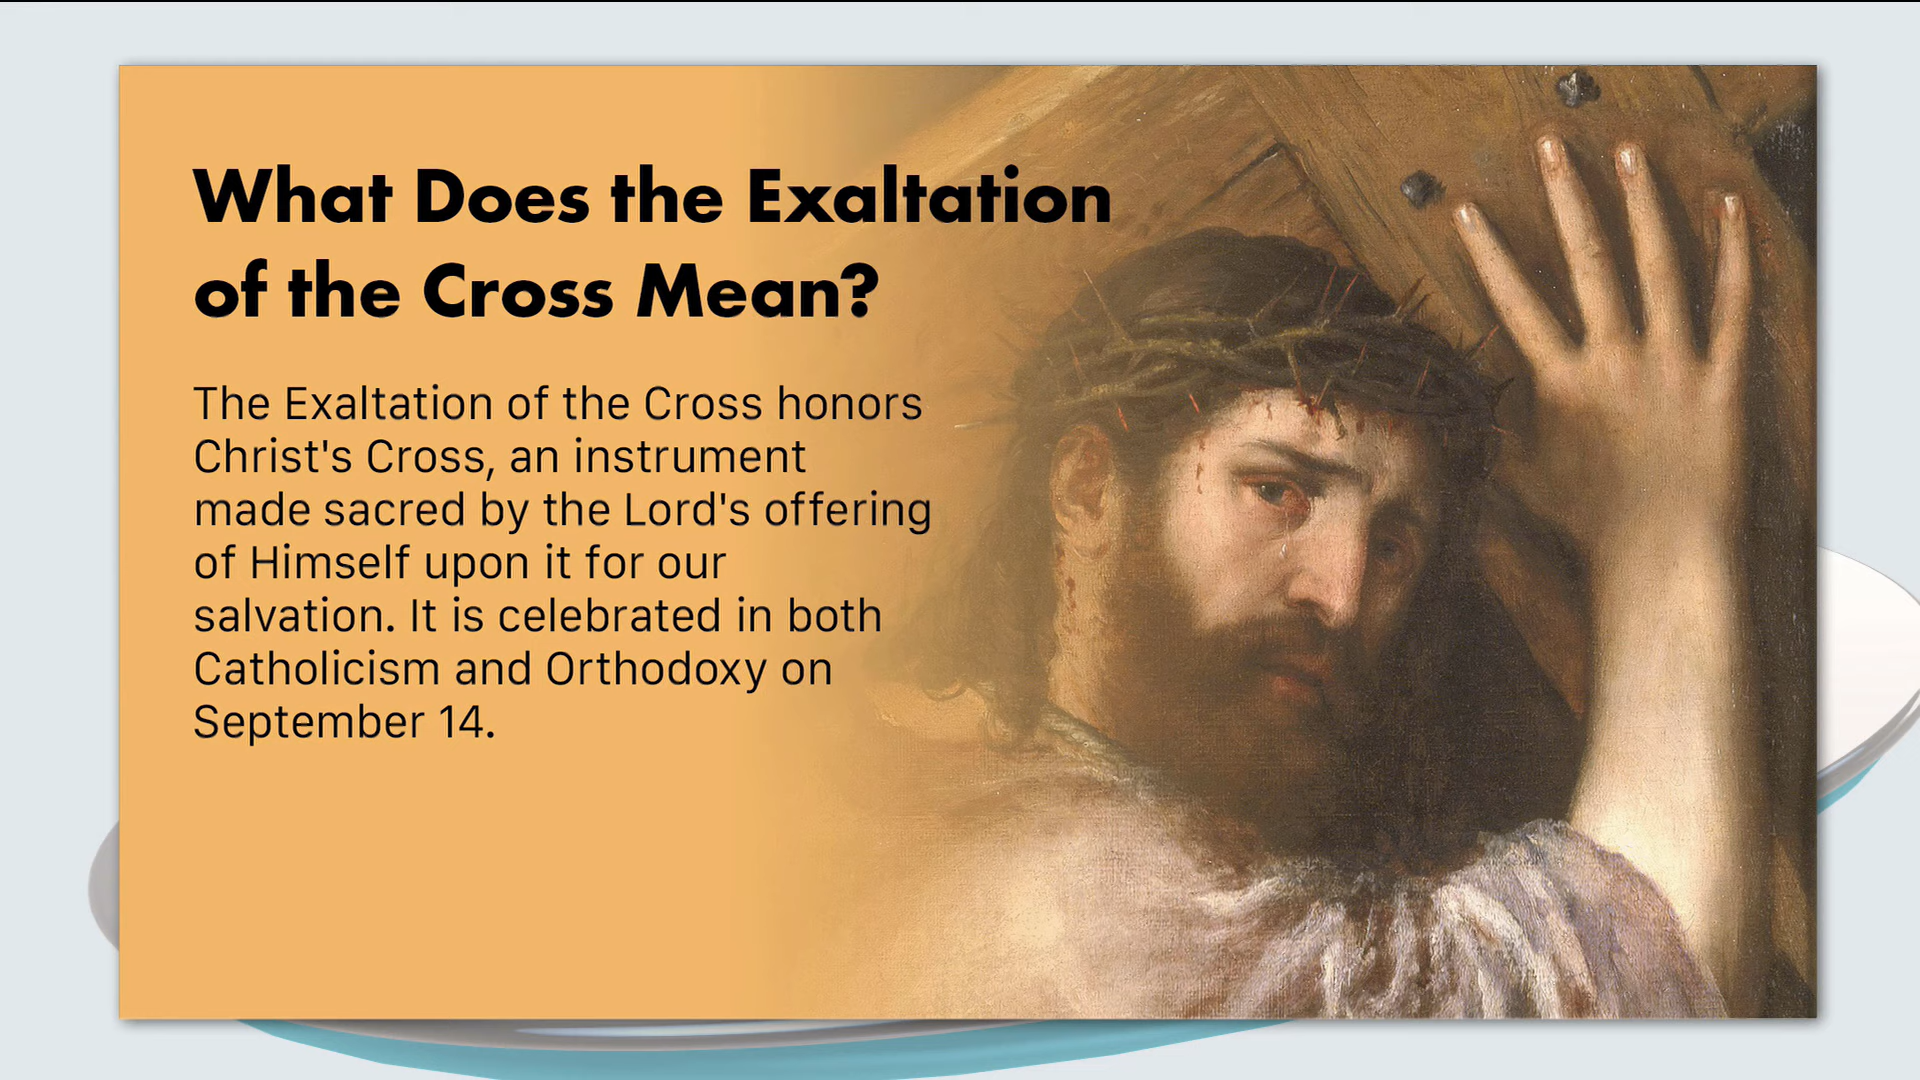 What Does the Exaltation
of the Cross Mean?
The Exaltation of the Cross honors
Christ's Cross, an instrument
made sacred by the Lord's offering
of Himself upon it for our
salvation. It is celebrated in both
Catholicism and Orthodoxy on
September 14.